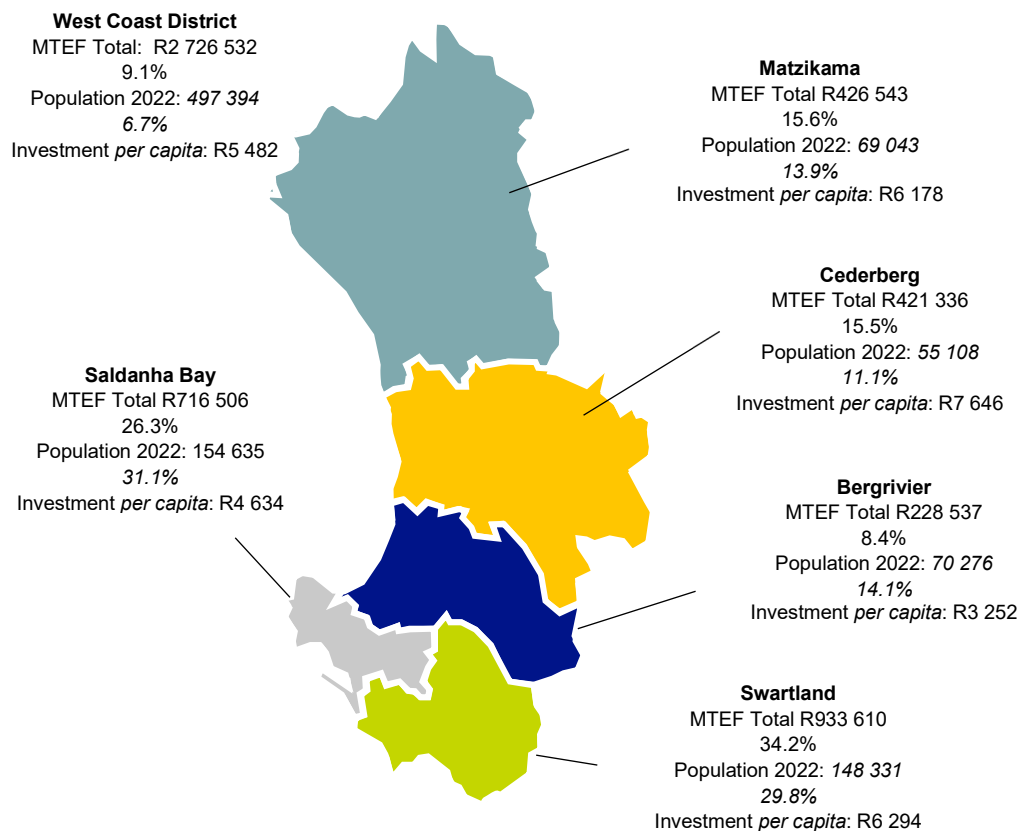 West Coast District
MTEF Total: R2 726 532
9.1%
Population 2022: 497 394
6.7%
Investment per capita: R5 482
Matzikama
MTEF Total R426 543
15.6%
Population 2022: 69 043
13.9%
Investment per capita: R6 178
Cederberg
MTEF Total R421 336
15.5%
Population 2022: 55 108
11.1%
Investment per capita: R7 646
Saldanha Bay
MTEF Total R716 506
26.3%
Population 2022: 154 635
31.1%
Investment per capita: R4 634
Bergrivier
MTEF Total R228 537
8.4%
Population 2022: 70 276
14.1%
Investment per capita: R3 252
Swartland
MTEF Total R933 610
34.2%
Population 2022: 148 331
29.8%
Investment per capita: R6 294